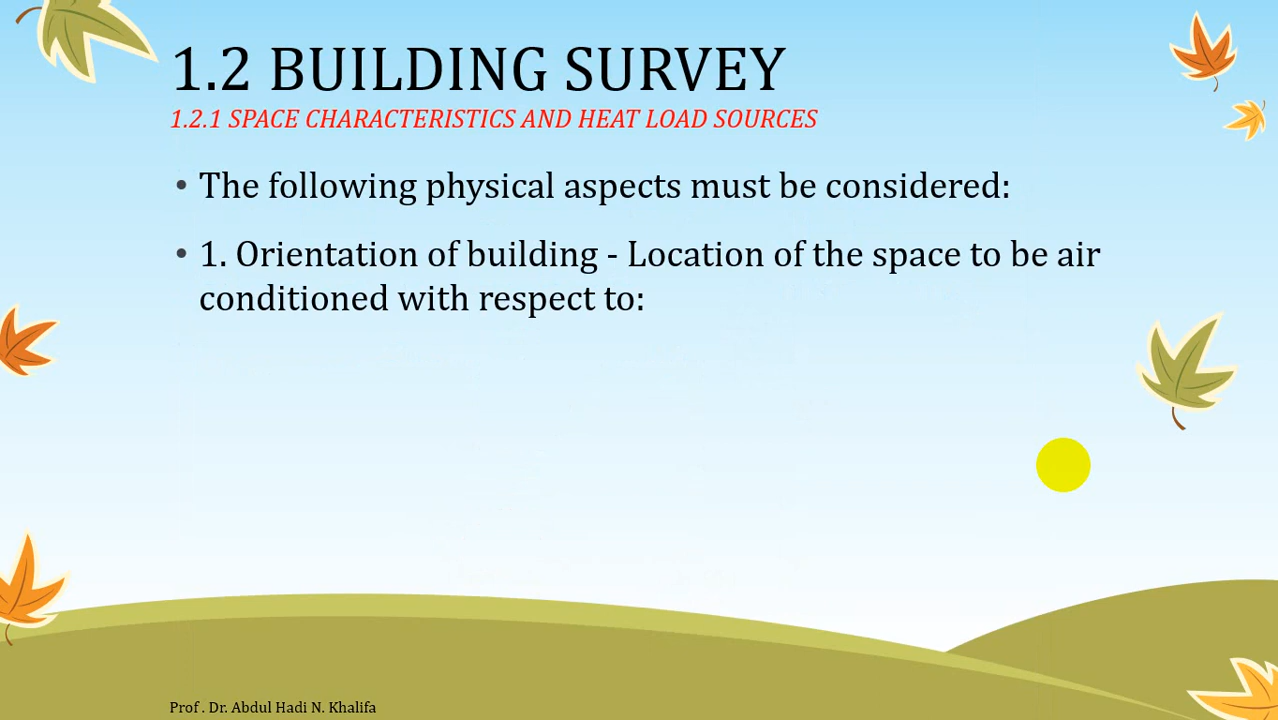 1.2 BUILDING SURVEY
1.2.1 SPACE CHARACTERISTICS AND HEAT LOAD SOURCES
• The following physical aspects must be considered:
• 1. Orientation of building - Location of the space to be air
conditioned with respect to:
Prof . Dr. Abdul Hadi N. Khalifa